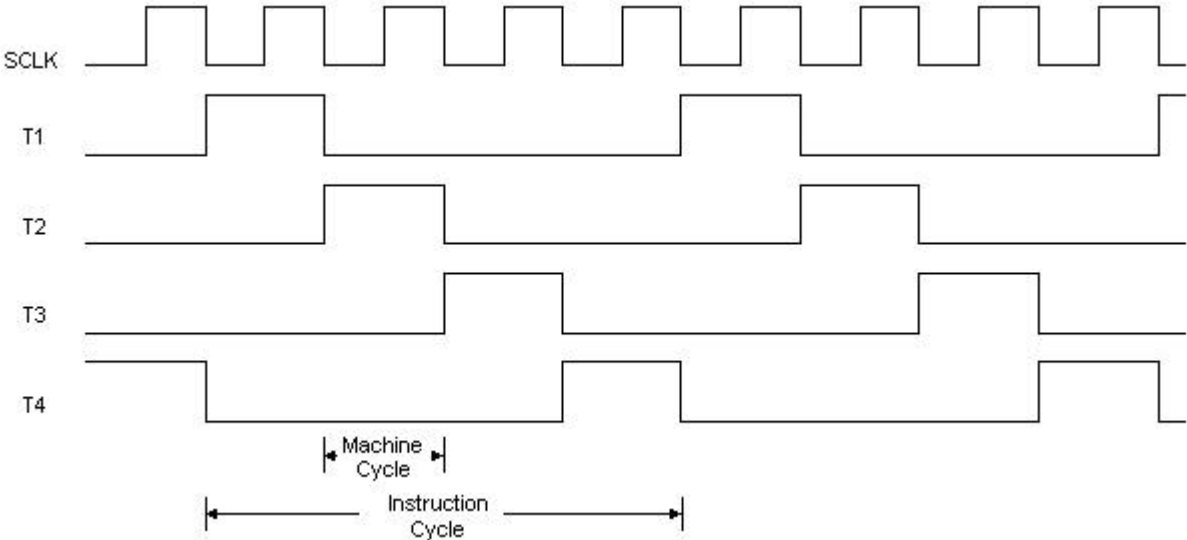 SCLK
T1
T2
T3
T4
Machine
Cycle
Instruction
Cycle